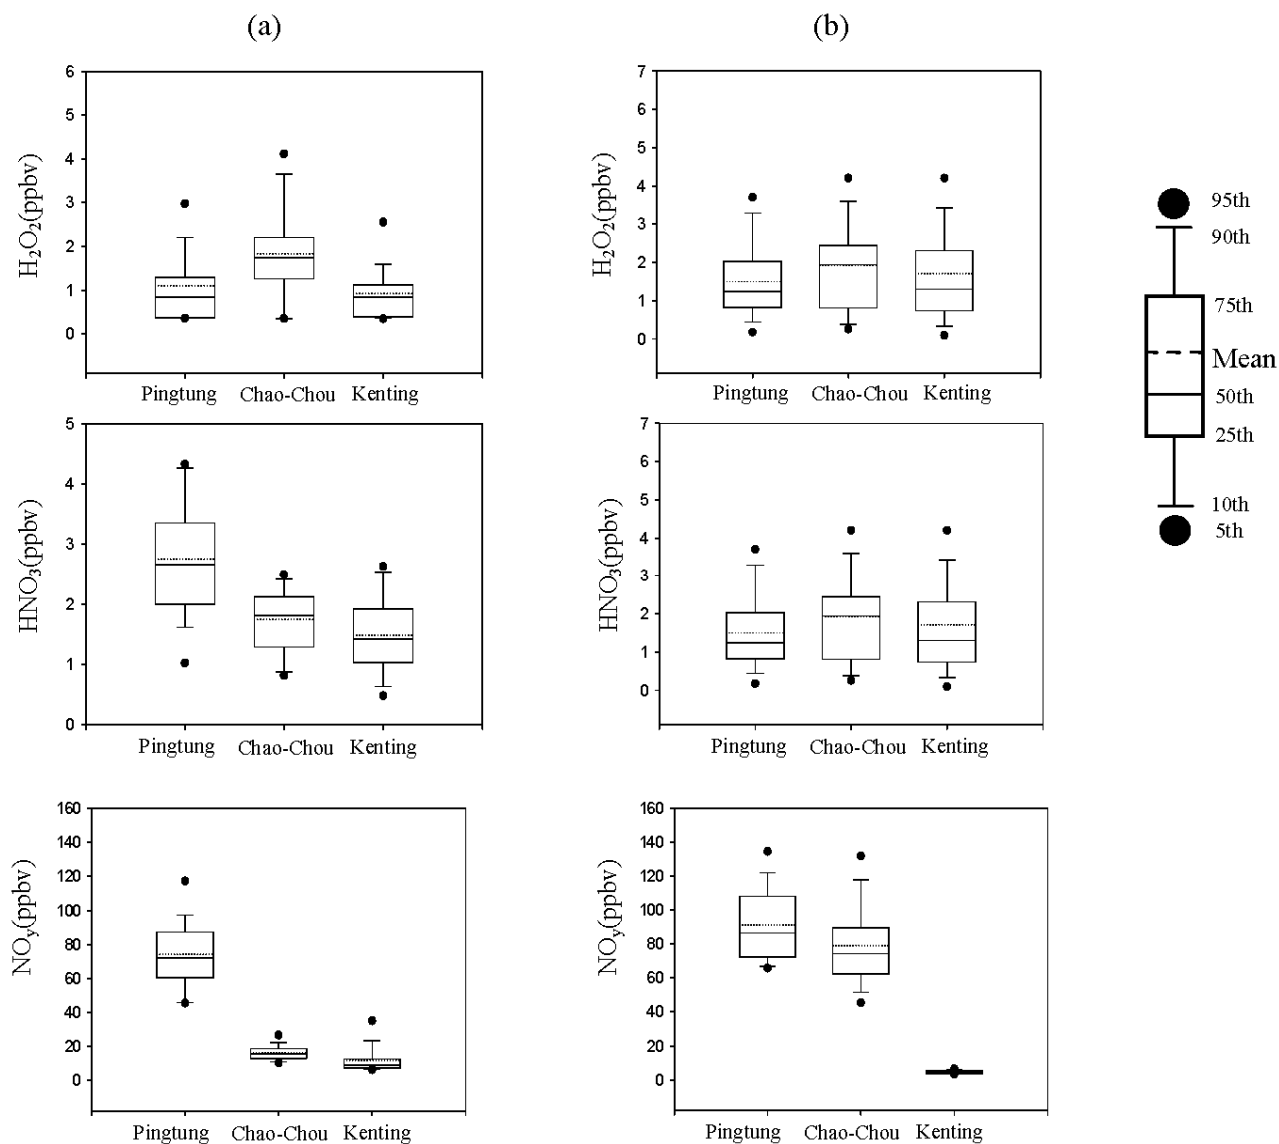 (a)
(b)
6
5
4
3
2
1
0
H₂O₂(ppbv)
Pingtung Chao-Chou Kenting
7
6
5
4
3
2
1
0
H₂O₂(ppbv)
Pingtung Chao-Chou Kenting
95th
90th
75th
Mean
50th
25th
10th
5th
5
4
3
2
1
0
HNO₃(ppbv)
Pingtung Chao-Chou Kenting
7
6
5
4
3
2
1
0
HNO₃(ppbv)
Pingtung Chao-Chou Kenting
160
140
120
100
80
60
40
20
0
NOy(ppbv)
Pingtung Chao-Chou Kenting
160
140
120
100
80
60
40
20
0
NOy(ppbv)
Pingtung Chao-Chou Kenting